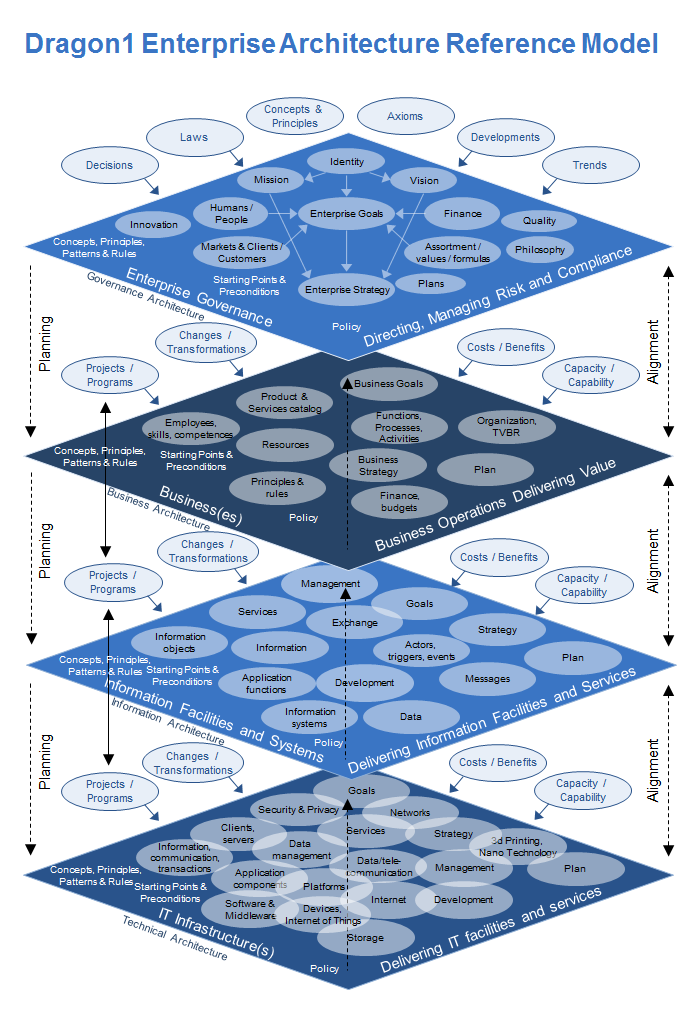 Dragon1 Enterprise Architecture Reference Model
Concepts &
Principles
Axioms
Laws
Developments
Decisions
Trends
Identity
Mission
Vision
Humans /
People
Enterprise Goals
Finance
Innovation
Quality
Concepts, Principles,
Patterns & Rules
Markets & Clients /
Customers
Assortment /
values / formulas
Philosophy
Starting Points &
Preconditions
Enterprise Strategy
Plans
Policy
Enterprise Governance
Governance Architecture
Directing, Managing Risk and Compliance
Planning
Alignment
Changes /
Transformations
Costs / Benefits
Projects /
Programs
Capacity /
Capability
Business Goals
Product &
Services catalog
Employees,
skills, competences
Functions,
Processes,
Activities
Organization,
TVBR
Resources
Concepts, Principles,
Patterns & Rules
Starting Points &
Preconditions
Business
Strategy
Plan
Principles &
rules
Finance,
budgets
Policy
Business(es)
Business Architecture
Business Operations Delivering Value
Planning
Alignment
Changes /
Transformations
Costs / Benefits
Projects /
Programs
Capacity /
Capability
Management
Services
Goals
Exchange
Strategy
Information
objects
Information
Actors,
triggers, events
Plan
Concepts, Principles,
Patterns & Rules
Starting Points &
Preconditions
Application
functions
Development
Messages
Information
systems
Data
Policy
Information Facilities and Systems
Information Architecture
Delivering Information Facilities and Services
Planning
Alignment
Changes /
Transformations
Costs / Benefits
Projects /
Programs
Capacity /
Capability
Goals
Security & Privacy
Networks
Clients,
servers
Services
Strategy
Information,
communication,
transactions
Data
management
3d Printing,
Nano Technology
Concepts, Principles,
Patterns & Rules
Data/tele-
communication
Management
Plan
Starting Points &
Preconditions
Application
components
Platforms
Software &
Middleware
Devices,
Internet of Things
Internet
Development
Storage
Policy
IT Infrastructure(s)
Technical Architecture
Delivering IT facilities and services